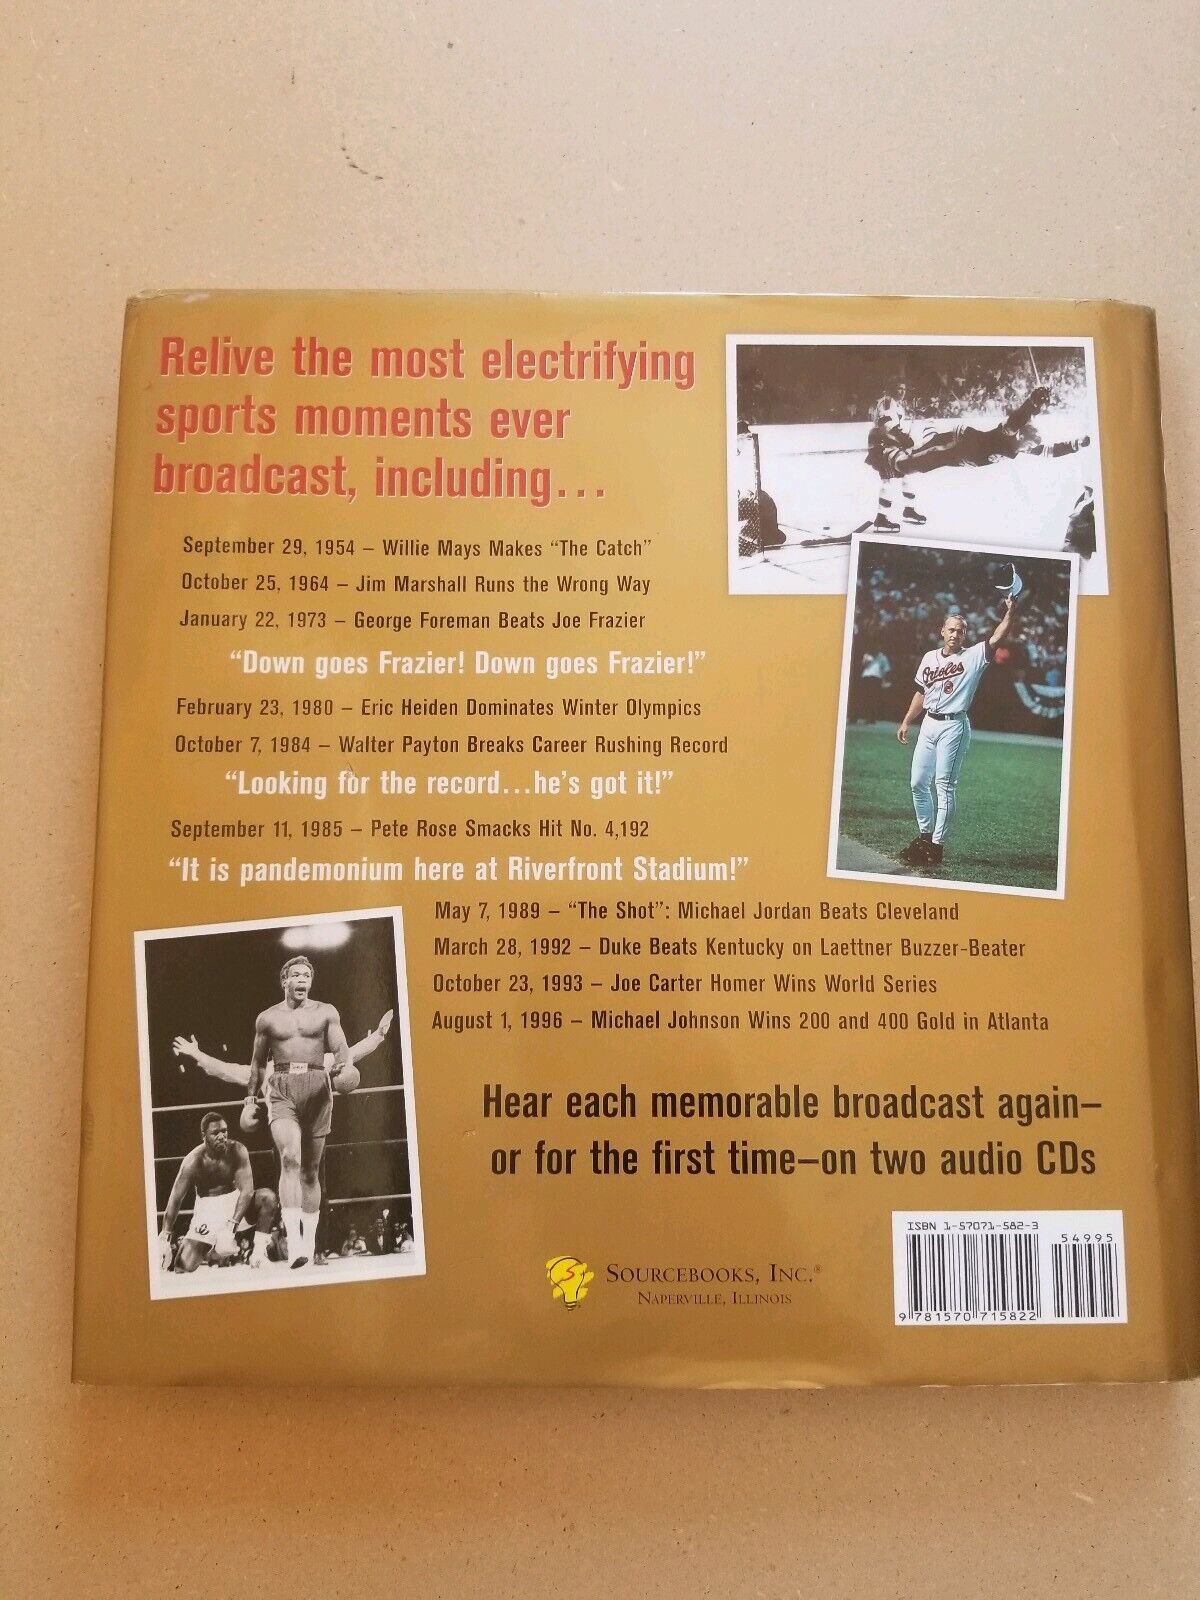 Relive the most electrifying
sports moments ever
broadcast, including...
September 29, 1954 – Willie Mays Makes “The Catch”
October 25, 1964 – Jim Marshall Runs the Wrong Way
January 22, 1973 – George Foreman Beats Joe Frazier
“Down goes Frazier! Down goes Frazier!”
February 23, 1980 – Eric Heiden Dominates Winter Olympics
October 7, 1984 – Walter Payton Breaks Career Rushing Record
“Looking for the record...he’s got it!”
September 11, 1985 – Pete Rose Smacks Hit No. 4,192
“It is pandemonium here at Riverfront Stadium!”
May 7, 1989 – “The Shot”: Michael Jordan Beats Cleveland
March 28, 1992 – Duke Beats Kentucky on Laettner Buzzer-Beater
October 23, 1993 – Joe Carter Homer Wins World Series
August 1, 1996 – Michael Johnson Wins 200 and 400 Gold in Atlanta
Hear each memorable broadcast again–
or for the first time–on two audio CDs
Orioles
8
S
SOURCEBOOKS, INC.®
NAPERVILLE, ILLINOIS
ISBN 1-57071-582-3
54995
9 781570 715822